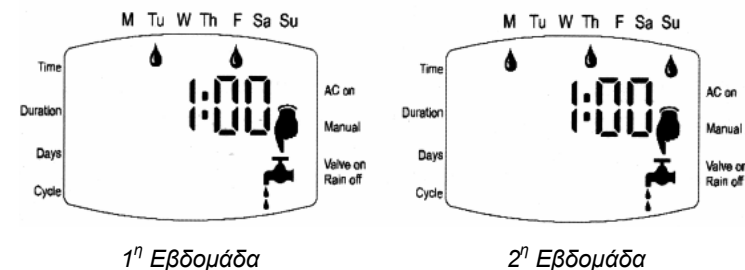 M Tu W Th F Sa Su
Time
Duration
Days
Cycle
1:00
AC on
Manual
Valve on
Rain off
1η Εβδομάδα
M Tu W Th F Sa Su
Time
Duration
Days
Cycle
1:00
AC on
Manual
Valve on
Rain off
2η Εβδομάδα